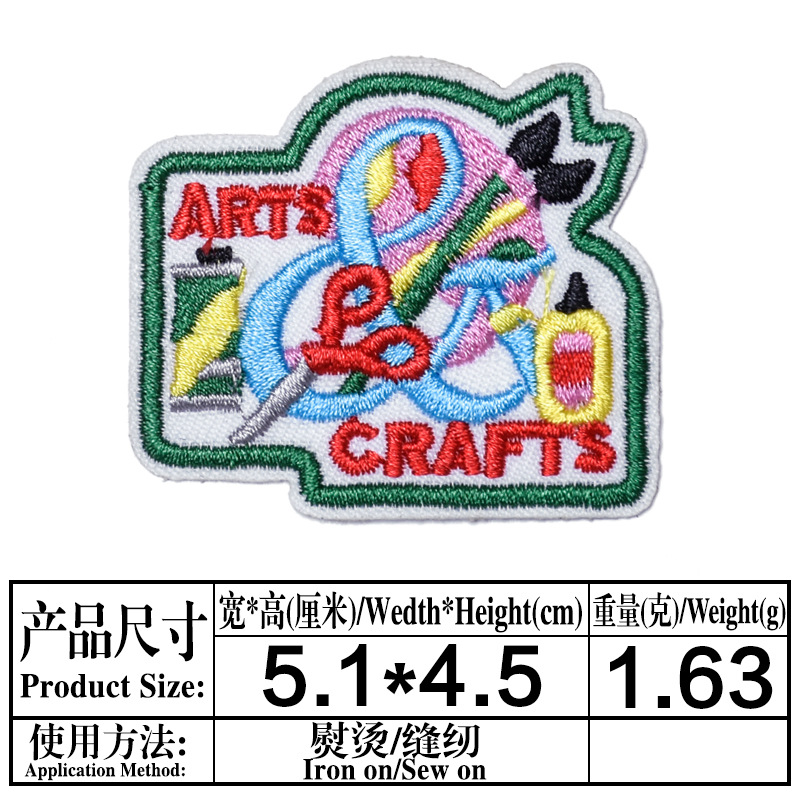 ARTS
CRAFTS
产品尺寸
Product Size:
宽*高(厘米)/Wedth*Height(cm)
重量(克)/Weight(g)
5.1*4.5
1.63
使用方法:
Application Method:
熨烫/缝纫
Iron on/Sew on